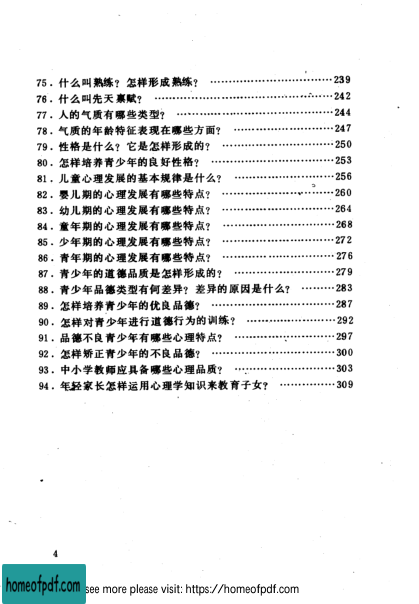 75．什么叫熟练？怎样形成熟练？ ……………………………239
76．什么叫先天禀赋？ ……………………………………242
77．人的气质有哪些类型？ …………………………………244
78．气质的年龄特征表现在哪些方面？ ……………………247
79．性格是什么？它是怎样形成的？ ………………………250
80．怎样培养青少年的良好性格？ …………………………253
81．儿童心理发展的基本规律是什么？ ……………………256
82．婴儿期的心理发展有哪些特点？ ………………………260
83．幼儿期的心理发展有哪些特点？ ………………………264
84．童年期的心理发展有哪些特点？ ………………………268
85．少年期的心理发展有哪些特点？ ………………………272
86．青年期的心理发展有哪些特点？ ………………………276
87．青少年的道德品质是怎样形成的？ ……………………279
88．青少年品德类型有何差异？差异的原因是什么？ ………283
89．怎样培养青少年的优良品德？ …………………………287
90．怎样对青少年进行道德行为的训练？ …………………292
91．品德不良青少年有哪些心理特点？ ……………………297
92．怎样矫正青少年的不良品德？ …………………………300
93．中小学教师应具备哪些心理品质？ ……………………303
94．年轻家长怎样运用心理学知识来教育子女？ …………309
4
homeofpdf.com
see more please visit: https://homeofpdf.com